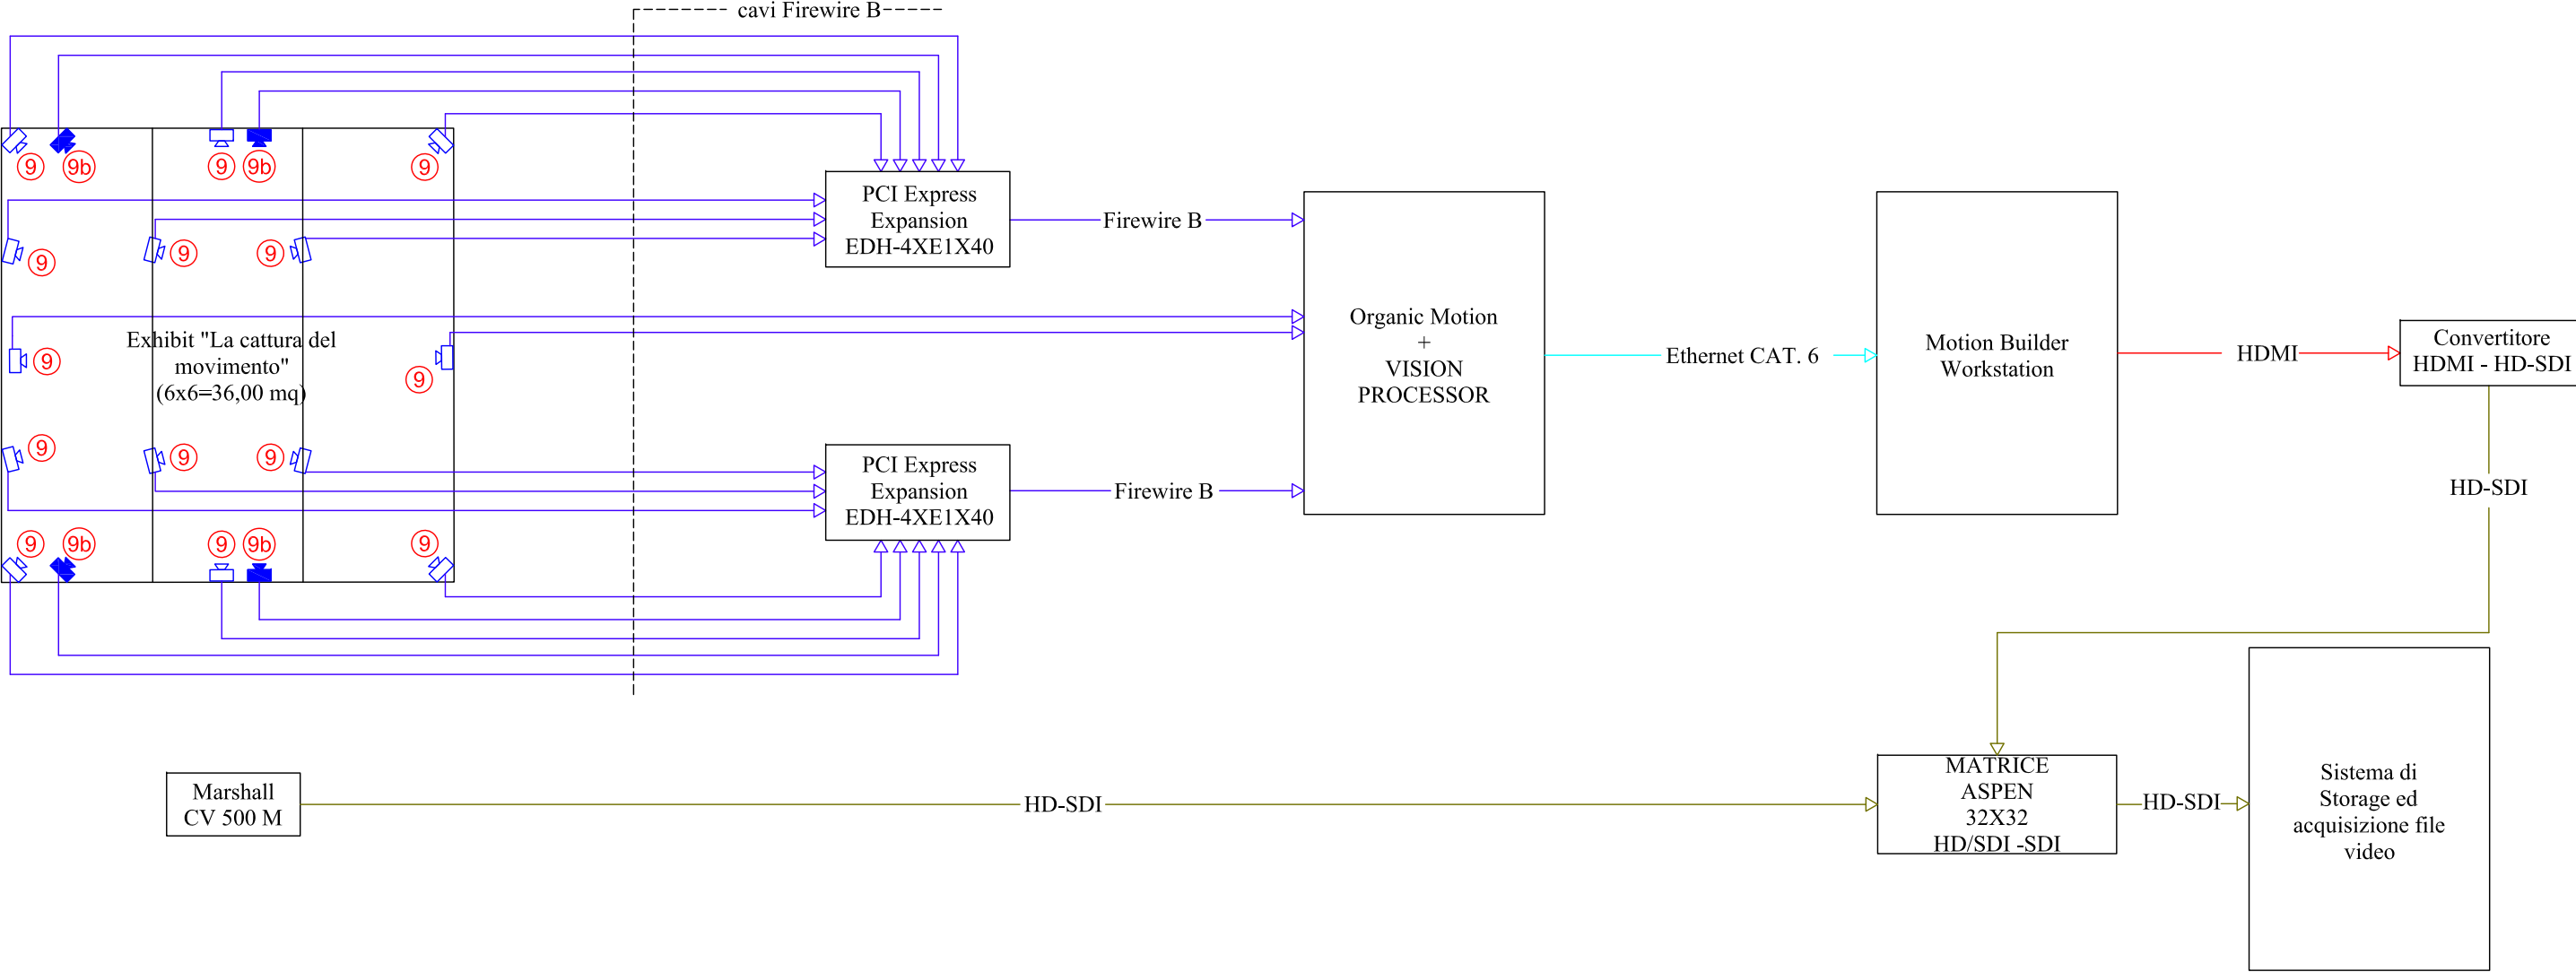 cavi Firewire B
9 9b 9 9b 9
PCI Express
Expansion
EDH-4XE1X40
Firewire B
9 9 9
Exhibit "La cattura del
movimento"
(6x6=36,00 mq)
9 9
Organic Motion
+
VISION
PROCESSOR
Ethernet CAT. 6
Motion Builder
Workstation
HDMI
Convertitore
HDMI - HD-SDI
HD-SDI
9 9 9
PCI Express
Expansion
EDH-4XE1X40
Firewire B
9 9b 9 9b 9
Marshall
CV 500 M
HD-SDI
MATRICE
ASPEN
32X32
HD/SDI -SDI
HD-SDI
Sistema di
Storage ed
acquisizione file
video